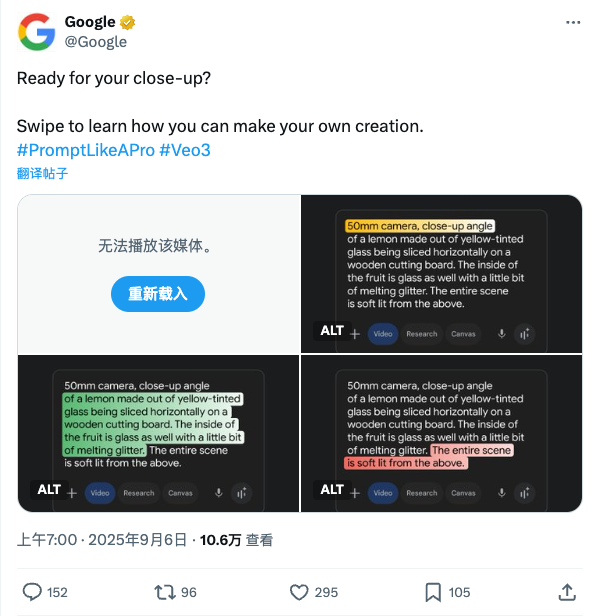 Google
@Google
Ready for your close-up?
Swipe to learn how you can make your own creation.
#PromptLikeAPro #Veo3
翻译帖子
无法播放该媒体。
重新载入
50mm camera, close-up angle
of a lemon made out of yellow-tinted
glass being sliced horizontally on a
wooden cutting board. The inside of
the fruit is glass as well with a little bit
of melting glitter. The entire scene
is soft lit from the above.
ALT
Video Research Canvas
50mm camera, close-up angle
of a lemon made out of yellow-tinted
glass being sliced horizontally on a
wooden cutting board. The inside of
the fruit is glass as well with a little bit
of melting glitter. The entire scene
is soft lit from the above.
ALT
Video Research Canvas
50mm camera, close-up angle
of a lemon made out of yellow-tinted
glass being sliced horizontally on a
wooden cutting board. The inside of
the fruit is glass as well with a little bit
of melting glitter. The entire scene
is soft lit from the above.
ALT
Video Research Canvas
上午7:00 · 2025年9月6日 · 10.6万 查看
152 96 295 105